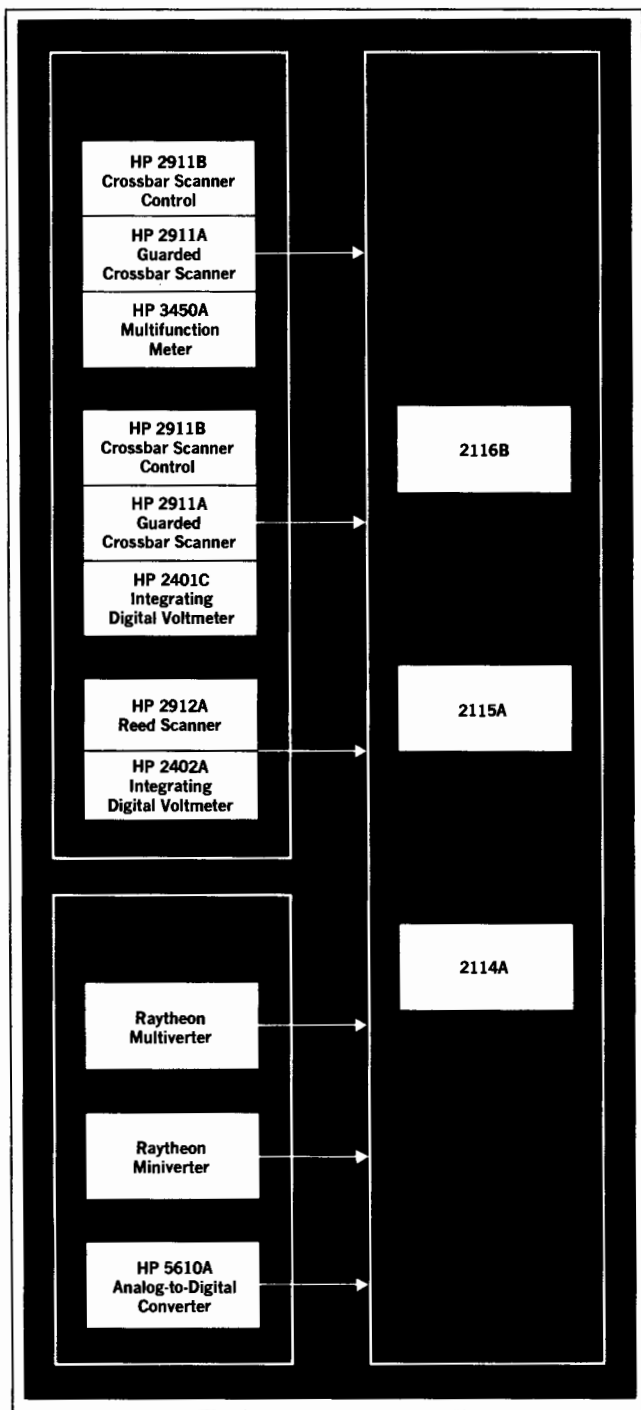 HP 2911B
Crossbar Scanner
Control
HP 2911A
Guarded
Crossbar Scanner
HP 3450A
Multifunction
Meter
HP 2911B
Crossbar Scanner
Control
HP 2911A
Guarded
Crossbar Scanner
HP 2401C
Integrating
Digital Voltmeter
HP 2912A
Reed Scanner
HP 2402A
Integrating
Digital Voltmeter
Raytheon
Multiverter
Raytheon
Miniverter
HP 5610A
Analog-to-Digital
Converter
2116B
2115A
2114A